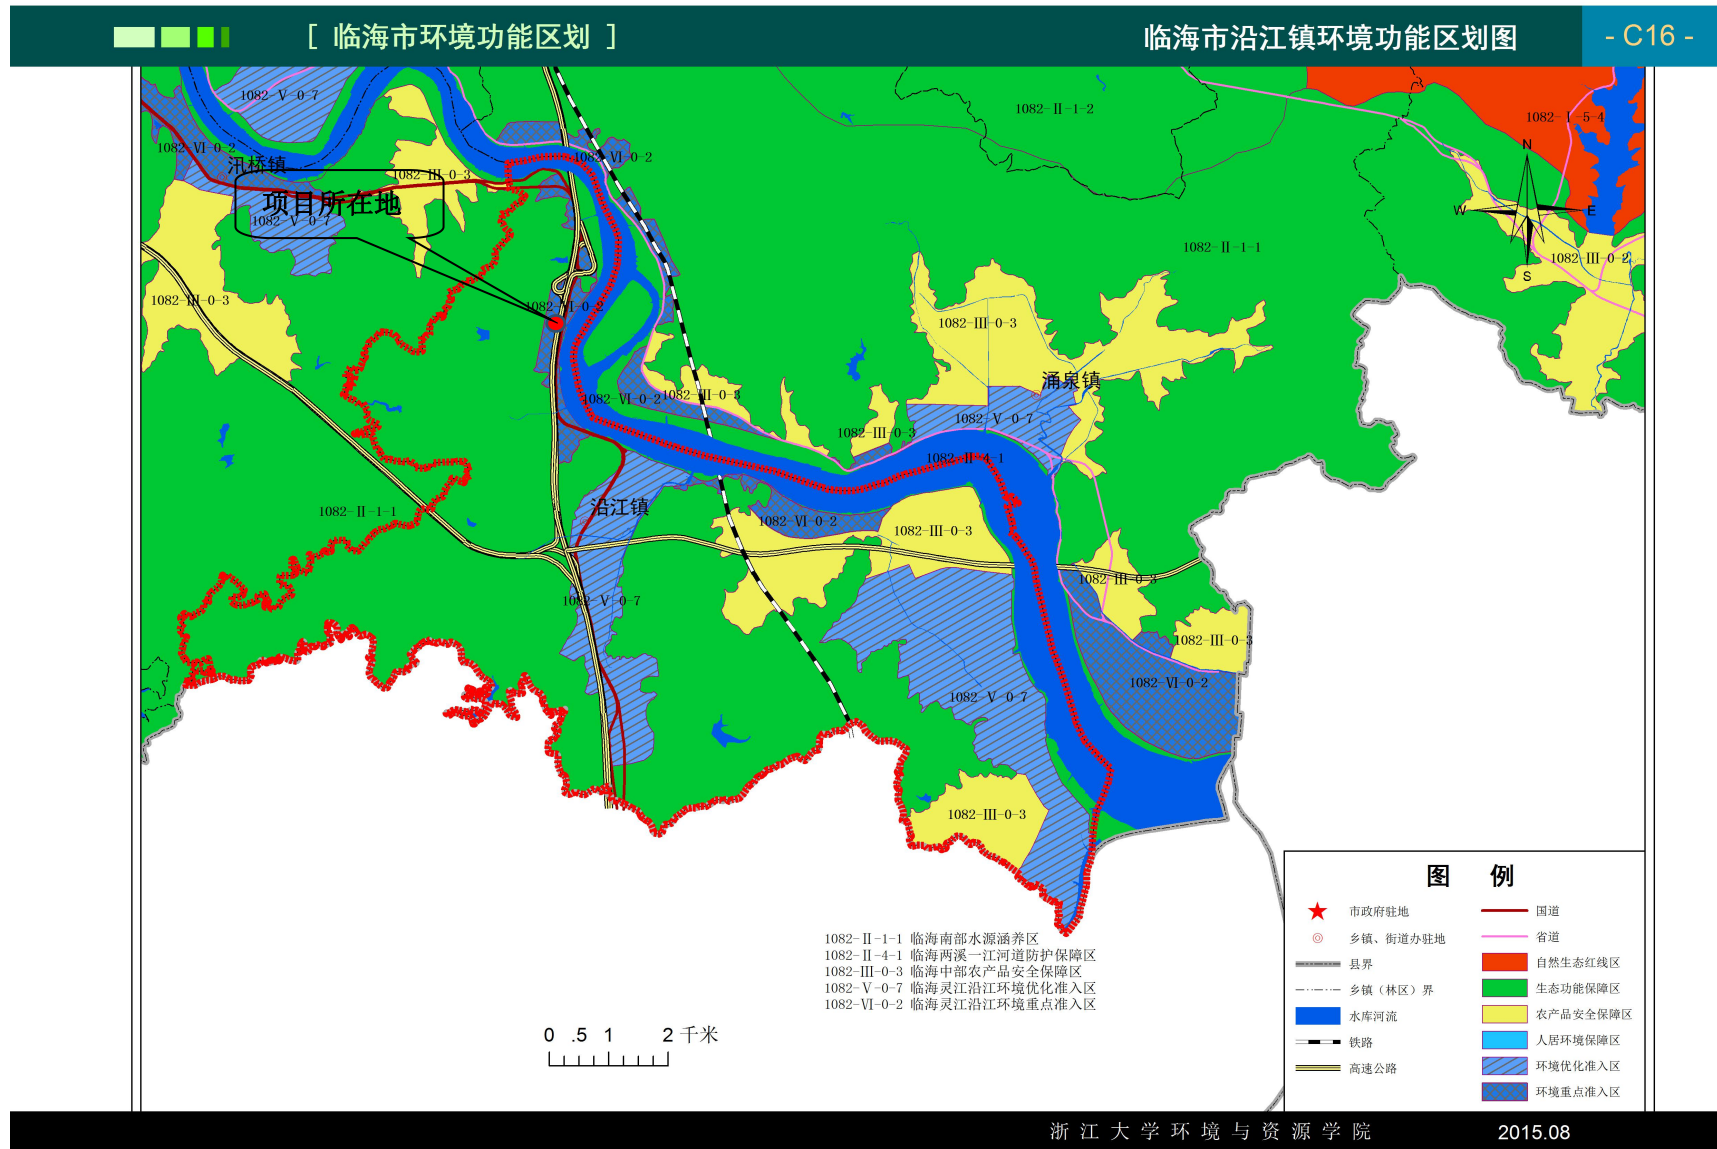 [ 临海市环境功能区划 ]
临海市沿江镇环境功能区划图
- C16 -
1082-Ⅴ-0-7
1082-Ⅱ-1-2
1082-Ⅰ-5-4
N
1082-Ⅵ-0-2
1082-Ⅵ-0-2
汛桥镇
1082-Ⅲ-0-3
项目所在地
W
E
1082-Ⅴ-0-7
1082-Ⅱ-1-1
1082-Ⅲ-0-2
S
1082-Ⅲ-0-3
1082-Ⅵ-0-2
1082-Ⅲ-0-3
涌泉镇
1082-Ⅵ-0-2
1082-Ⅲ-0-3
1082-Ⅴ-0-7
1082-Ⅲ-0-3
1082-Ⅱ-4-1
沿江镇
1082-Ⅱ-1-1
1082-Ⅵ-0-2
1082-Ⅲ-0-3
1082-Ⅲ-0-3
1082-Ⅴ-0-7
1082-Ⅲ-0-3
1082-Ⅵ-0-2
1082-Ⅴ-0-7
1082-Ⅲ-0-3
1082-Ⅱ-1-1 临海南部水源涵养区
1082-Ⅱ-4-1 临海两溪一江河道防护保障区
1082-Ⅲ-0-3 临海中部农产品安全保障区
1082-Ⅴ-0-7 临海灵江沿江环境优化准入区
1082-Ⅵ-0-2 临海灵江沿江环境重点准入区
0 .5 1 2 千米
图 例
市政府驻地
乡镇、街道办驻地
县界
乡镇（林区）界
水库河流
铁路
高速公路
国道
省道
自然生态红线区
生态功能保障区
农产品安全保障区
人居环境保障区
环境优化准入区
环境重点准入区
浙江大学环境与资源学院
2015.08